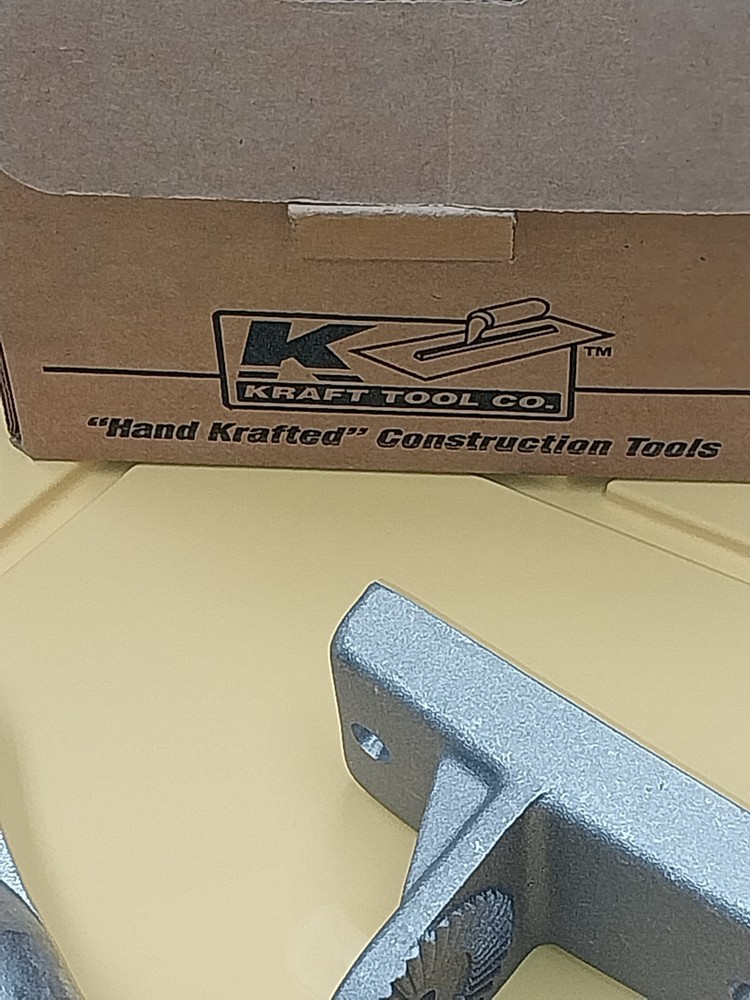 K
TM
KRAFT TOOL CO.
“Hand Krafted” Construction Tools